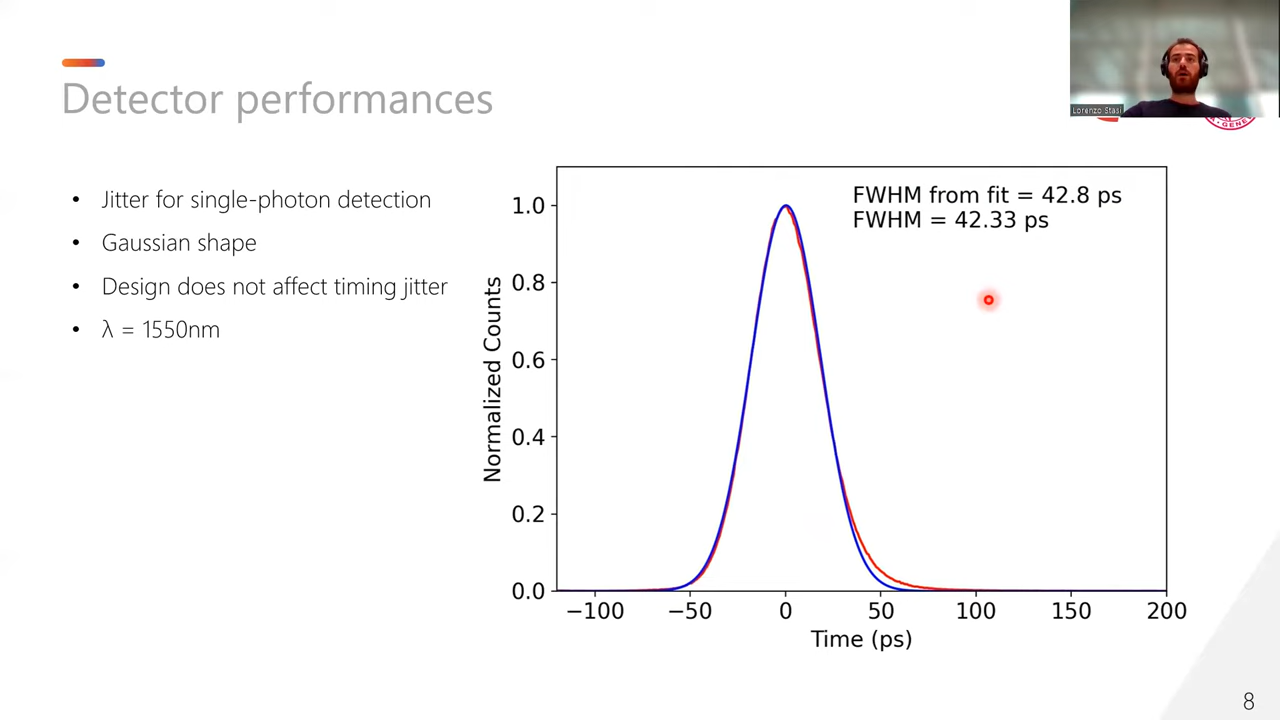 Lorenzo Stasi
Detector performances
• Jitter for single-photon detection
• Gaussian shape
• Design does not affect timing jitter
• λ = 1550nm
FWHM from fit = 42.8 ps
FWHM = 42.33 ps
Normalized Counts
1.0
0.8
0.6
0.4
0.2
0.0
−100 −50 0 50 100 150 200
Time (ps)
8